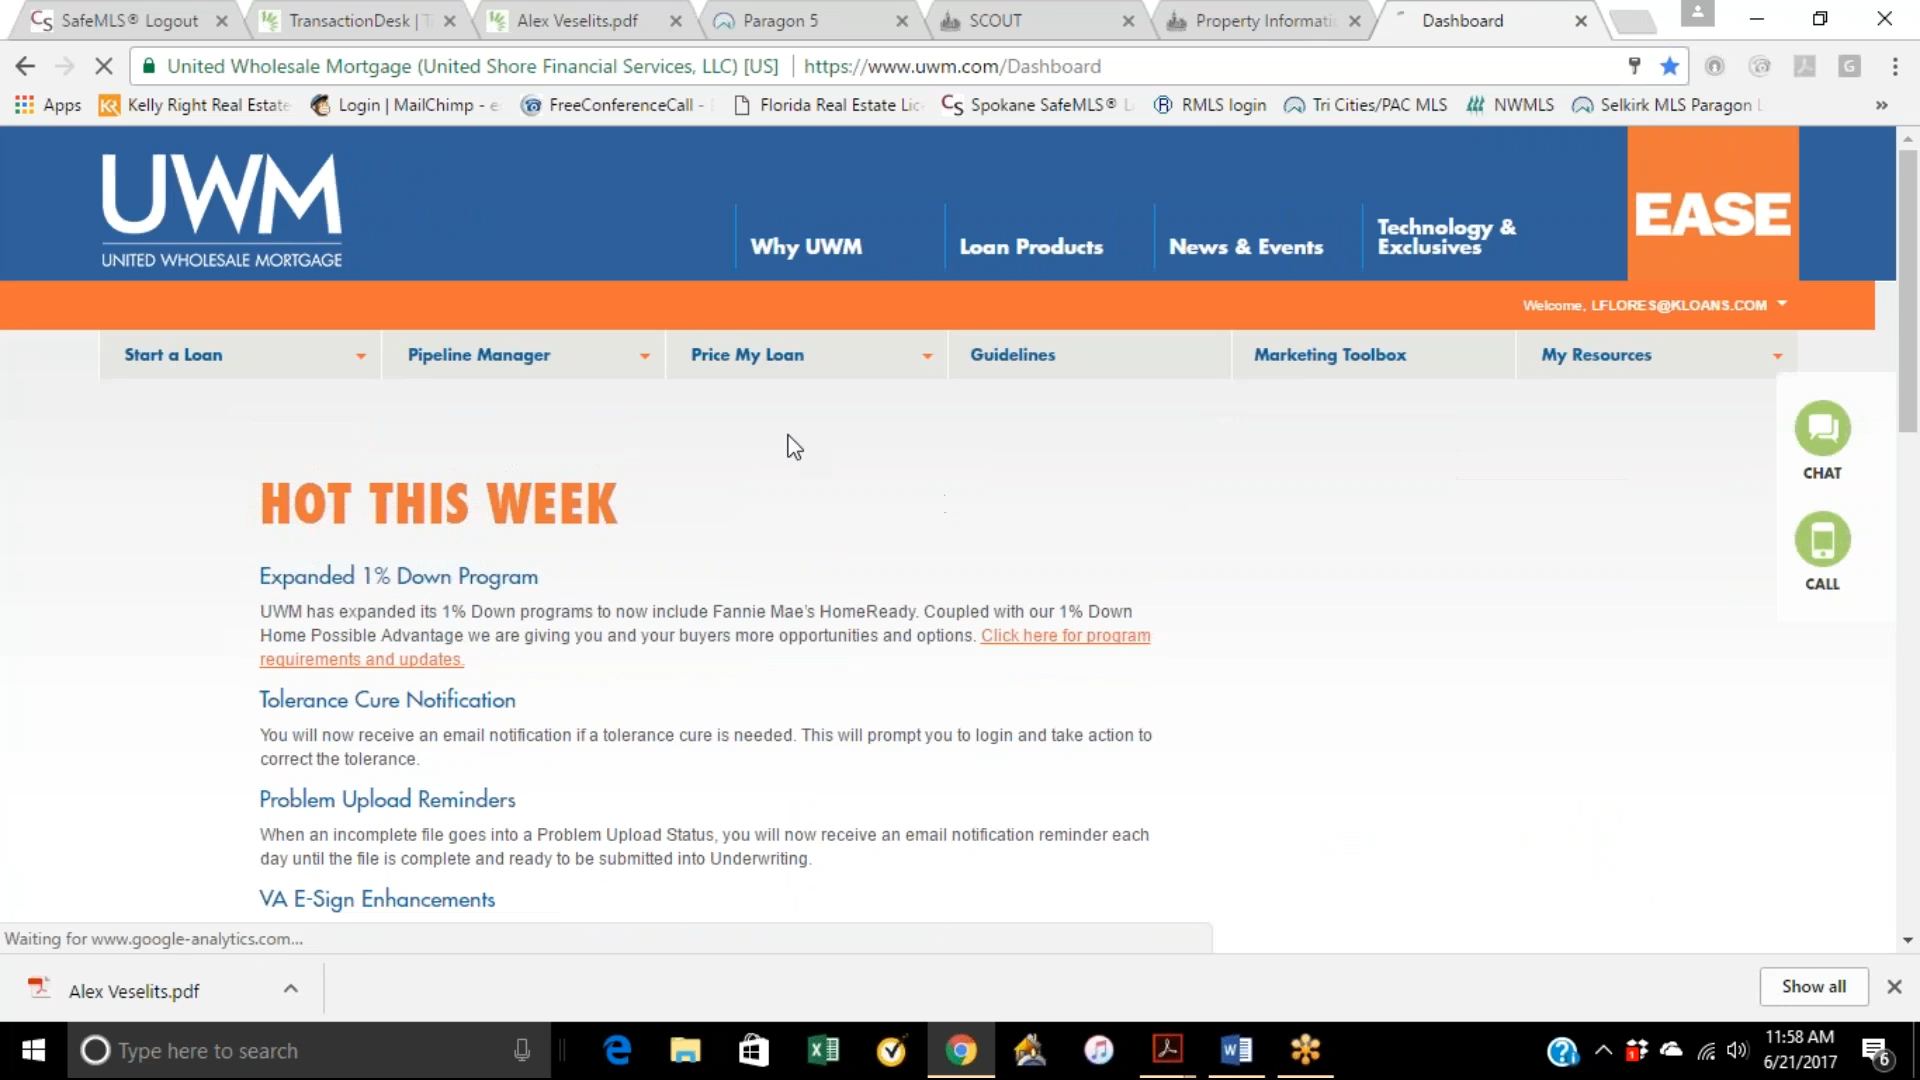 SafeMLS® Logout
TransactionDesk |
Alex Veselits.pdf
Paragon 5
SCOUT
Property Informati
Dashboard
United Wholesale Mortgage (United Shore Financial Services, LLC) [US]
https://www.uwm.com/Dashboard
Apps
Kelly Right Real Estate
Login | MailChimp - e
FreeConferenceCall -
Florida Real Estate Lic
Spokane SafeMLS®
RMLS login
Tri Cities/PAC MLS
NWMLS
Selkirk MLS Paragon
»
UWM
UNITED WHOLESALE MORTGAGE
Why UWM
Loan Products
News & Events
Technology &
Exclusives
EASE
Welcome, LFLORES@KLOANS.COM
Start a Loan
Pipeline Manager
Price My Loan
Guidelines
Marketing Toolbox
My Resources
CHAT
CALL
HOT THIS WEEK
Expanded 1% Down Program
UWM has expanded its 1% Down programs to now include Fannie Mae's HomeReady. Coupled with our 1% Down
Home Possible Advantage we are giving you and your buyers more opportunities and options. Click here for program
requirements and updates.
Tolerance Cure Notification
You will now receive an email notification if a tolerance cure is needed. This will prompt you to login and take action to
correct the tolerance.
Problem Upload Reminders
When an incomplete file goes into a Problem Upload Status, you will now receive an email notification reminder each
day until the file is complete and ready to be submitted into Underwriting.
VA E-Sign Enhancements
Waiting for www.google-analytics.com...
Alex Veselits.pdf
Show all
Type here to search
11:58 AM
6/21/2017
6